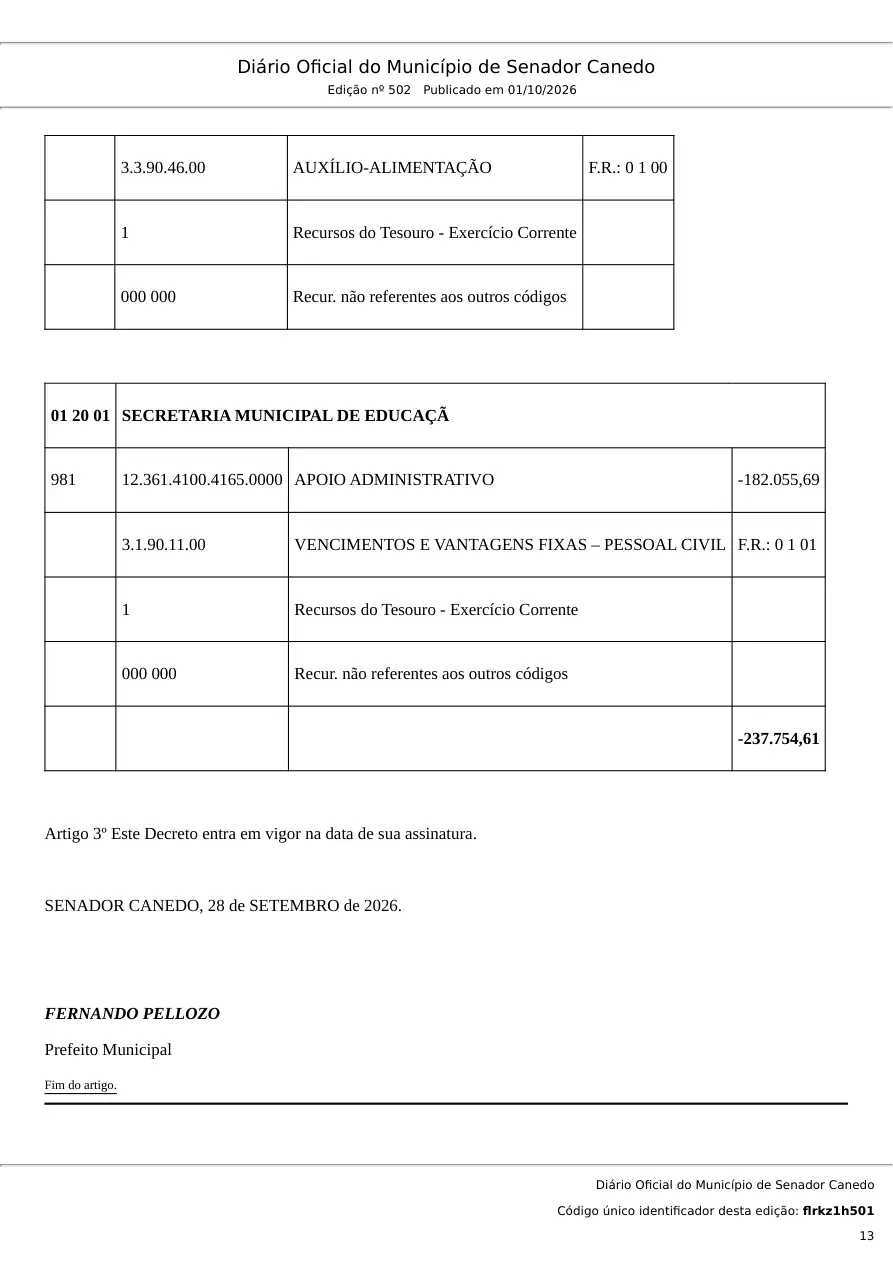 Diário Oficial do Município de Senador Canedo
Edição nº 502 Publicado em 01/10/2026
3.3.90.46.00 AUXÍLIO-ALIMENTAÇÃO F.R.: 0 1 00
1 Recursos do Tesouro - Exercício Corrente
000 000 Recur. não referentes aos outros códigos
01 20 01 SECRETARIA MUNICIPAL DE EDUCAÇÃ
981 12.361.4100.4165.0000 APOIO ADMINISTRATIVO -182.055,69
3.1.90.11.00 VENCIMENTOS E VANTAGENS FIXAS – PESSOAL CIVIL F.R.: 0 1 01
1 Recursos do Tesouro - Exercício Corrente
000 000 Recur. não referentes aos outros códigos
-237.754,61
Artigo 3º Este Decreto entra em vigor na data de sua assinatura.
SENADOR CANEDO, 28 de SETEMBRO de 2026.
FERNANDO PELLOZO
Prefeito Municipal
Fim do artigo.
Diário Oficial do Município de Senador Canedo
Código único identificador desta edição: flrkz1h501
13